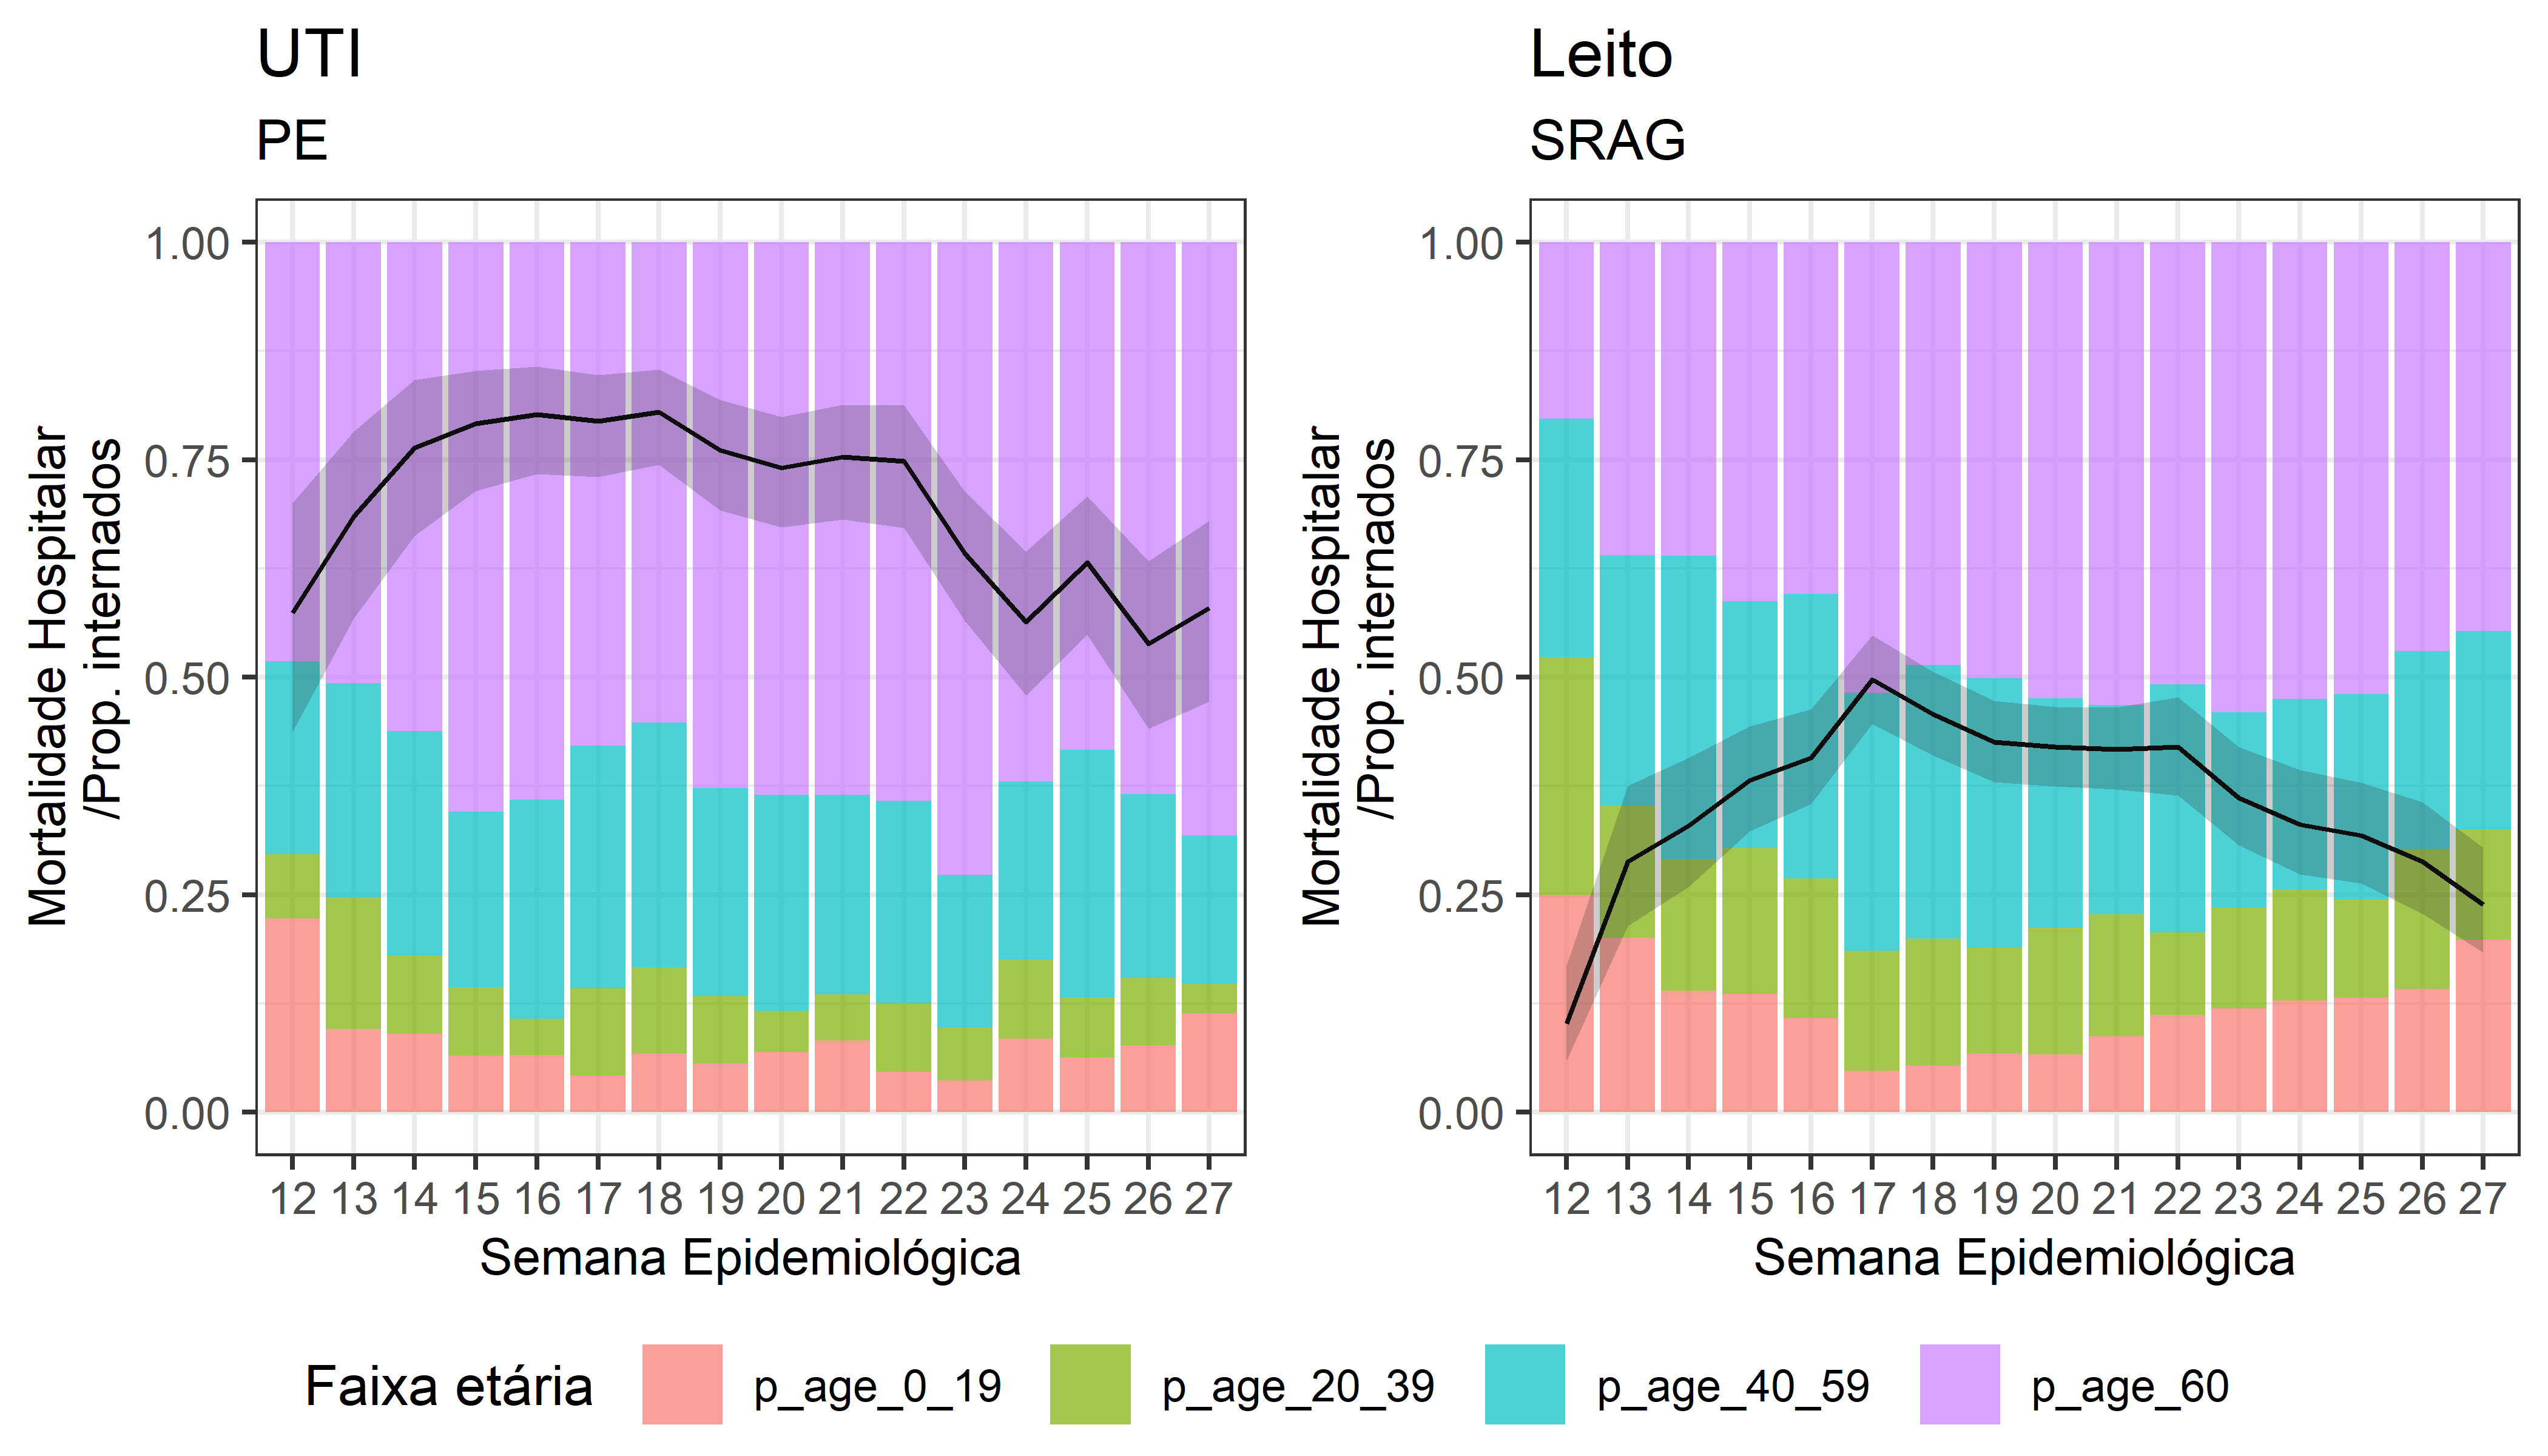 UTI
PE
Mortalidade Hospitalar
/Prop. internados
1.00
0.75
0.50
0.25
0.00
12 13 14 15 16 17 18 19 20 21 22 23 24 25 26 27
Semana Epidemiológica
Leito
SRAG
Mortalidade Hospitalar
/Prop. internados
1.00
0.75
0.50
0.25
0.00
12 13 14 15 16 17 18 19 20 21 22 23 24 25 26 27
Semana Epidemiológica
Faixa etária p_age_0_19 p_age_20_39 p_age_40_59 p_age_60